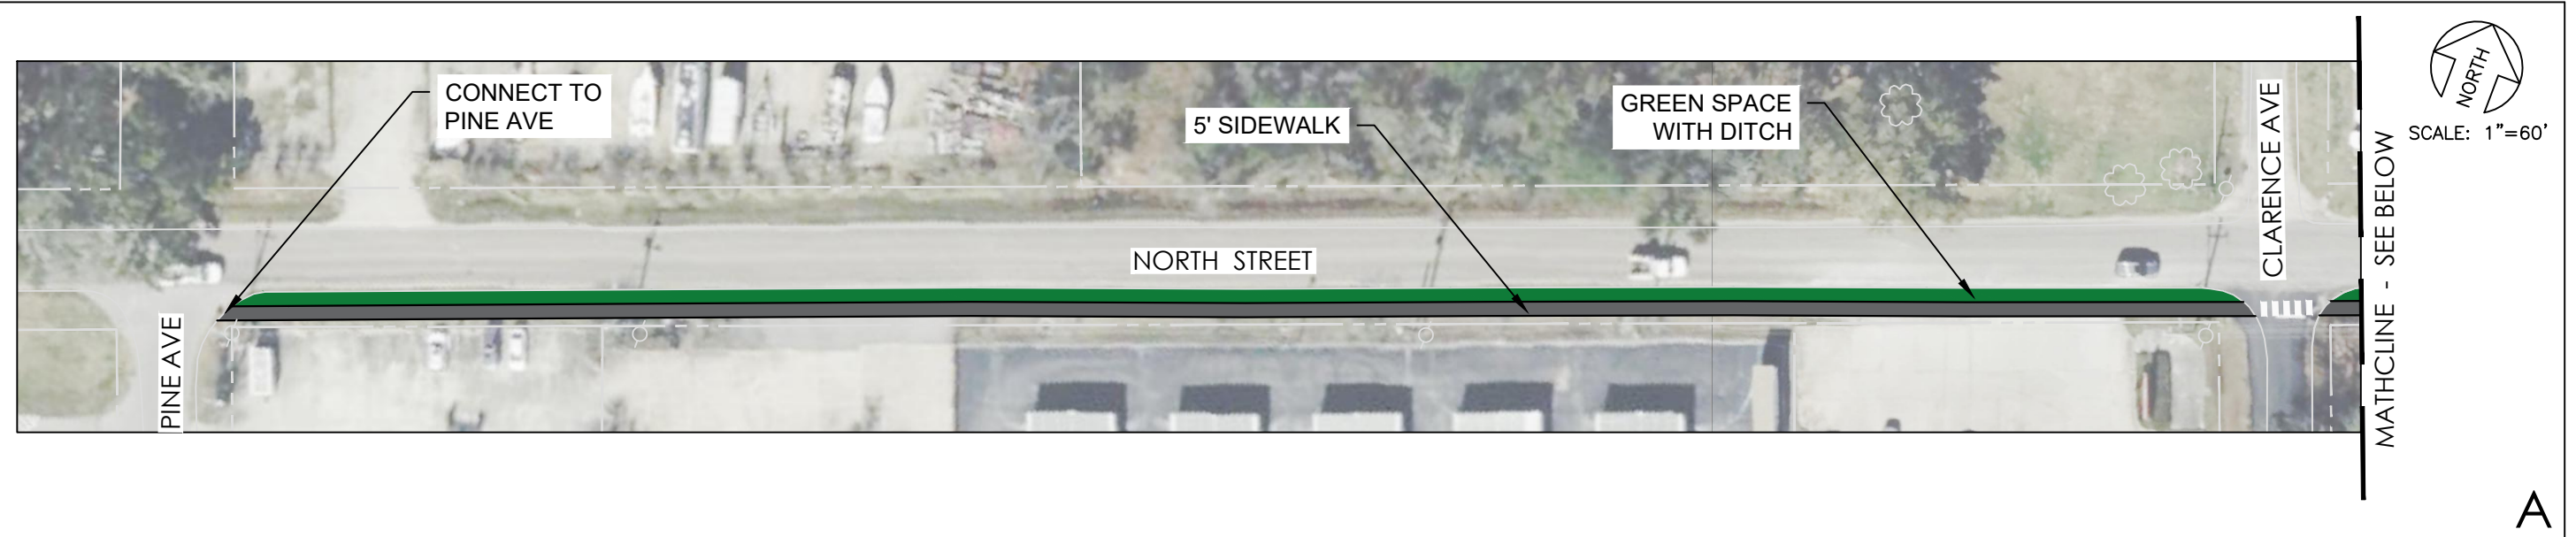 CONNECT TO
PINE AVE
5' SIDEWALK
GREEN SPACE
WITH DITCH
NORTH STREET
PINE AVE
CLARENCE AVE
MATHCLINE - SEE BELOW
NORTH
SCALE: 1"=60'
A